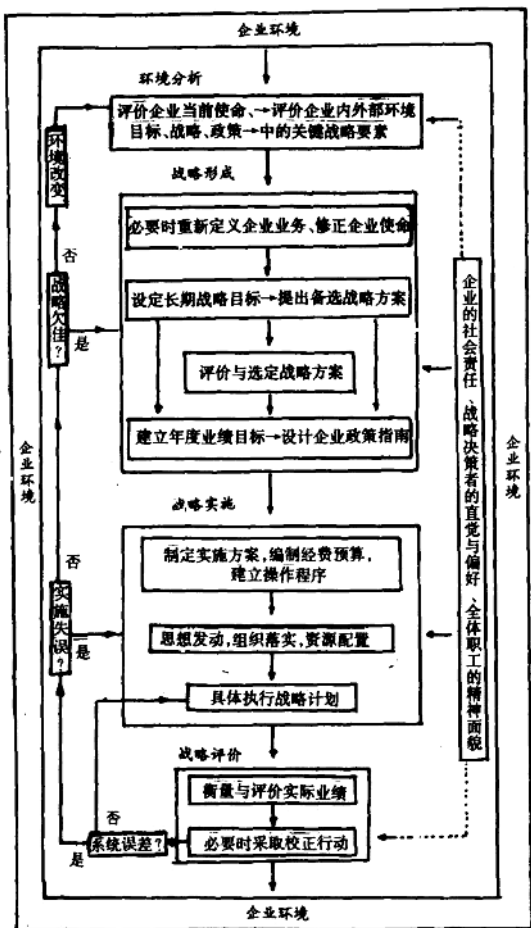 企业环境
环境分析
评价企业当前使命、→评价企业内外部环境
目标、战略、政策→中的关键战略要素
环境改变
战略形成
必要时重新定义企业业务、修正企业使命
否
战略欠佳?
是
设定长期战略目标→提出备选战略方案
评价与选定战略方案
建立年度业绩目标→设计企业政策指南
企业的社会责任、战略决策者的直觉与偏好、全体职工的精神面貌
企业环境
企业环境
战略实施
制定实施方案,编制经费预算,
建立操作程序
否
实施失误?
是
思想发动,组织落实,资源配置
具体执行战略计划
战略评价
衡量与评价实际业绩
否
系统误差?
是
必要时采取校正行动
企业环境